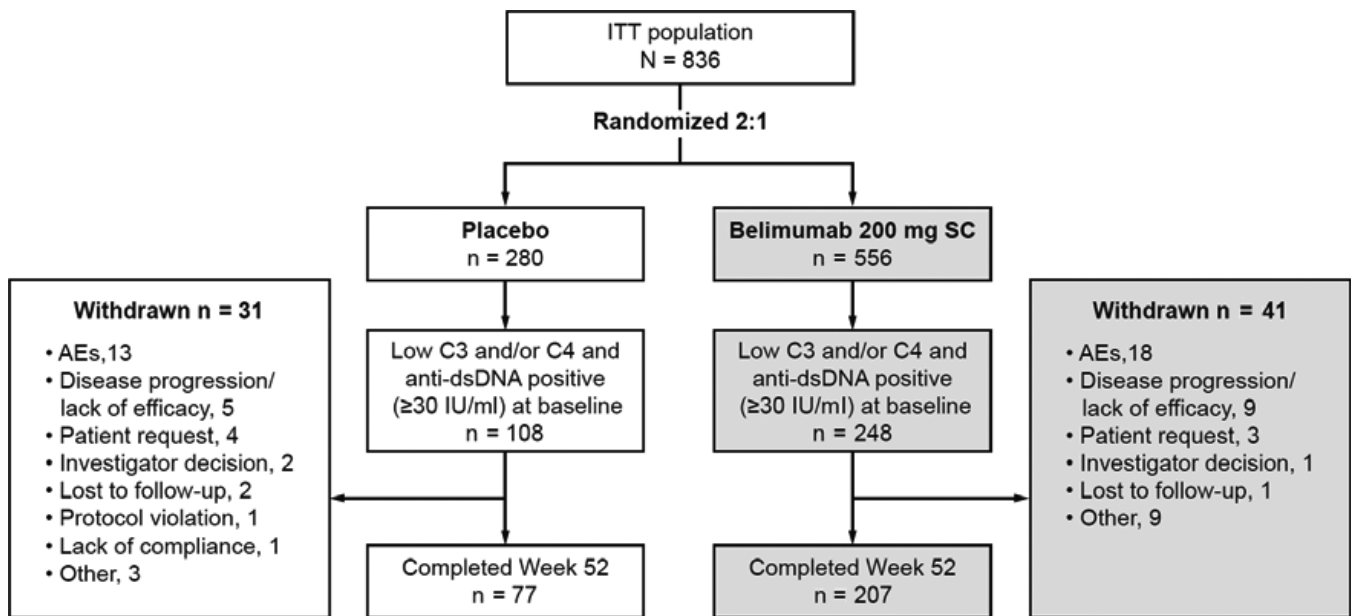 ITT population
N = 836
Randomized 2:1
Placebo
n = 280
Belimumab 200 mg SC
n = 556
Withdrawn n = 31
• AEs,13
• Disease progression/
lack of efficacy, 5
• Patient request, 4
• Investigator decision, 2
• Lost to follow-up, 2
• Protocol violation, 1
• Lack of compliance, 1
• Other, 3
Low C3 and/or C4 and
anti-dsDNA positive
(≥30 IU/ml) at baseline
n = 108
Low C3 and/or C4 and
anti-dsDNA positive
(≥30 IU/ml) at baseline
n = 248
Withdrawn n = 41
• AEs,18
• Disease progression/
lack of efficacy, 9
• Patient request, 3
• Investigator decision, 1
• Lost to follow-up, 1
• Other, 9
Completed Week 52
n = 77
Completed Week 52
n = 207